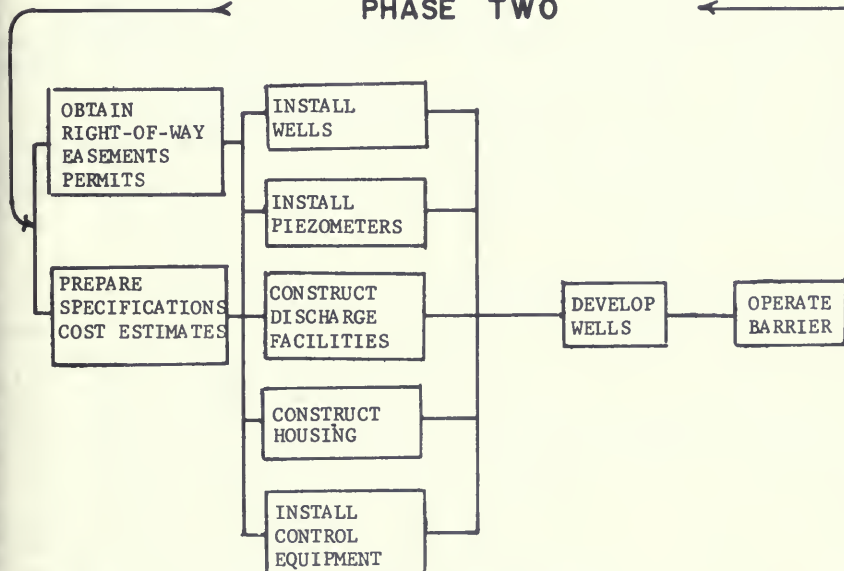 PHASE TWO
OBTAIN
RIGHT-OF-WAY
EASEMENTS
PERMITS
PREPARE
SPECIFICATIONS
COST ESTIMATES
INSTALL
WELLS
INSTALL
PIEZOMETERS
CONSTRUCT
DISCHARGE
FACILITIES
CONSTRUCT
HOUSING
INSTALL
CONTROL
EQUIPMENT
DEVELOP
WELLS
OPERATE
BARRIER